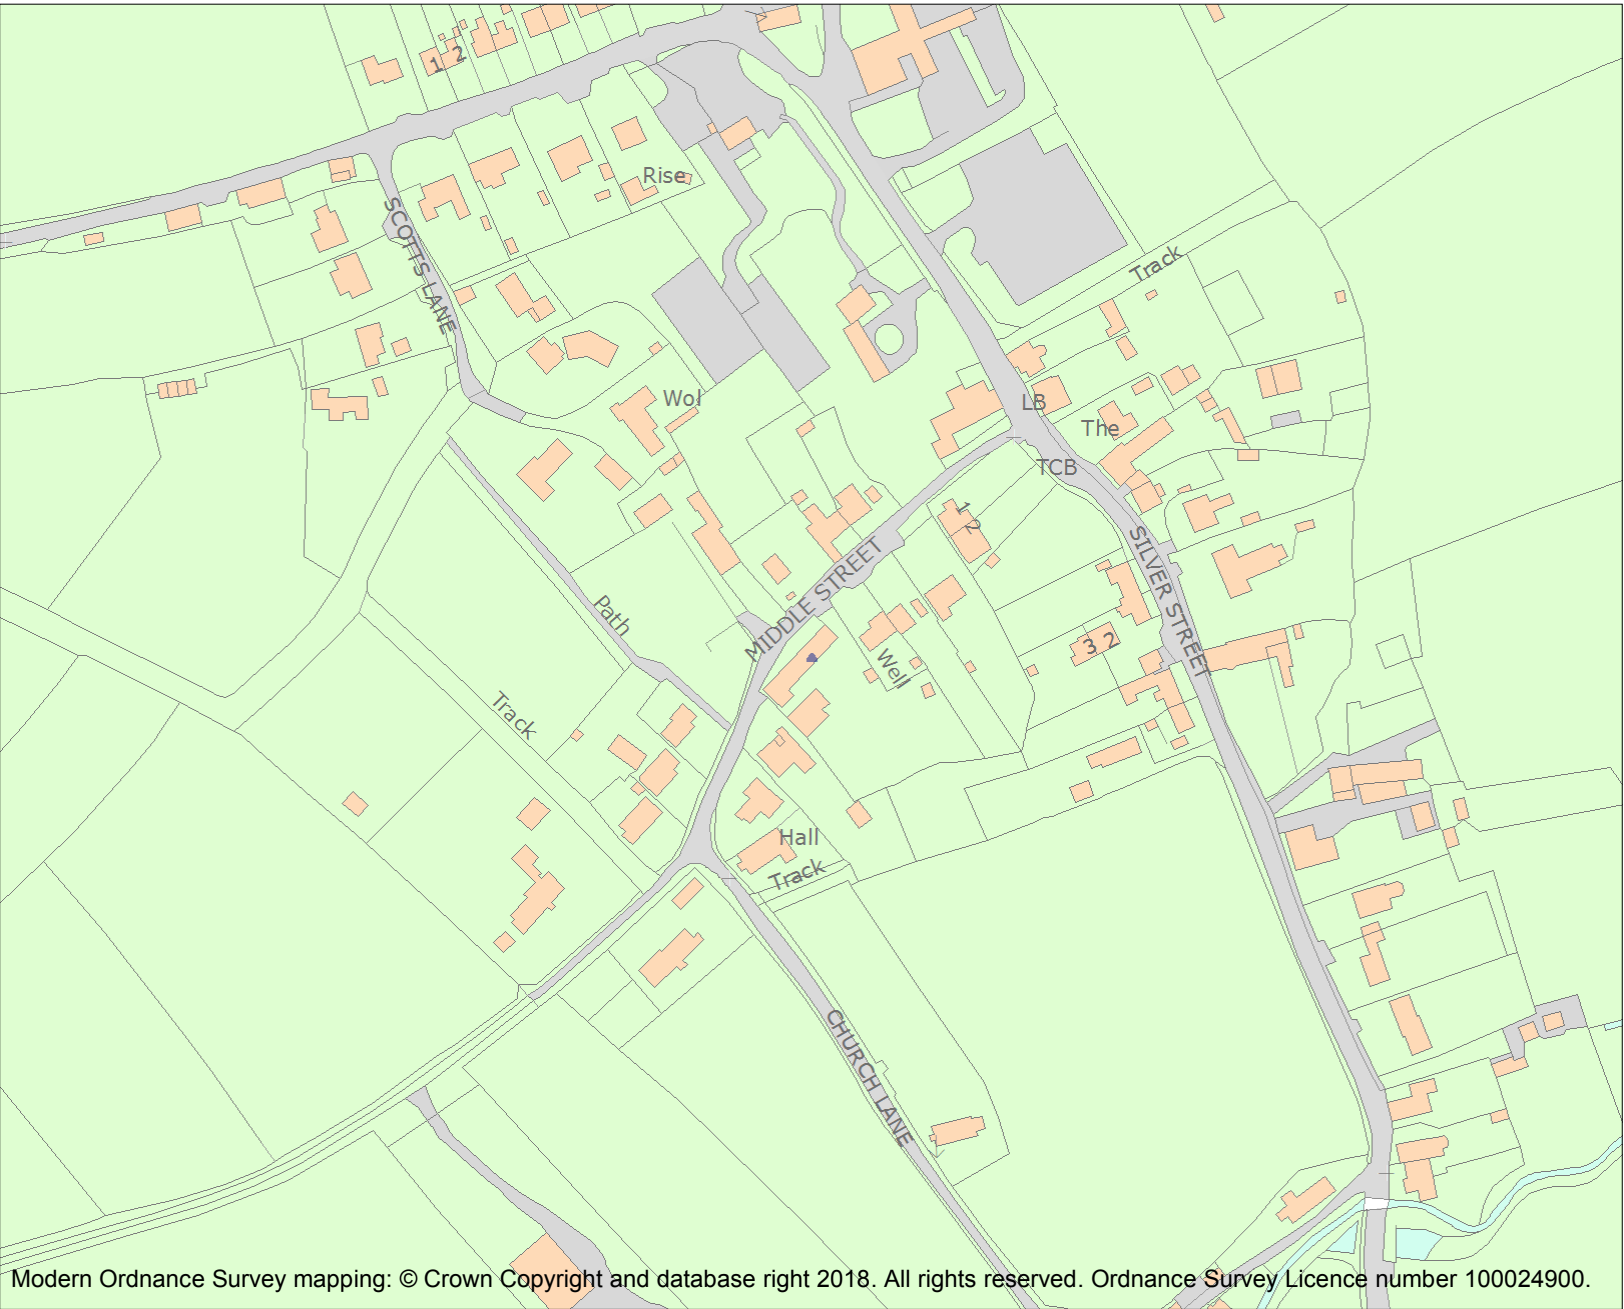 1 2
Rise
SCOTTS LANE
Track
Wol
LB
The
TCB
1 2
SILVER STREET
MIDDLE STREET
Path
3 2
Well
Track
Hall
Track
CHURCH LANE
Modern Ordnance Survey mapping: © Crown Copyright and database right 2018. All rights reserved. Ordnance Survey Licence number 100024900.